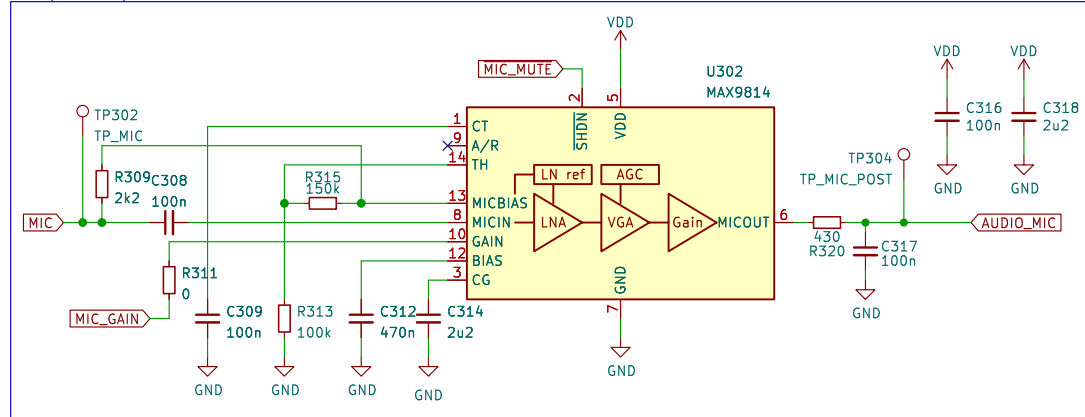 VDD
MIC_MUTE
U302
MAX9814
VDD
VDD
TP302
TP_MIC
2
5
C316
100n
C318
2u2
1
CT
9
A/R
14
TH
SHDN
VDD
TP304
TP_MIC_POST
GND
GND
R309
2k2
C308
100n
R315
150k
LN ref
AGC
13
MICBIAS
MIC
8
MICIN
LNA
VGA
Gain
MICOUT
6
AUDIO_MIC
10
GAIN
430
R320
C317
100n
12
BIAS
R311
0
3
CG
GND
7
GND
MIC_GAIN
C309
100n
R313
100k
C312
470n
C314
2u2
GND
GND
GND
GND
GND